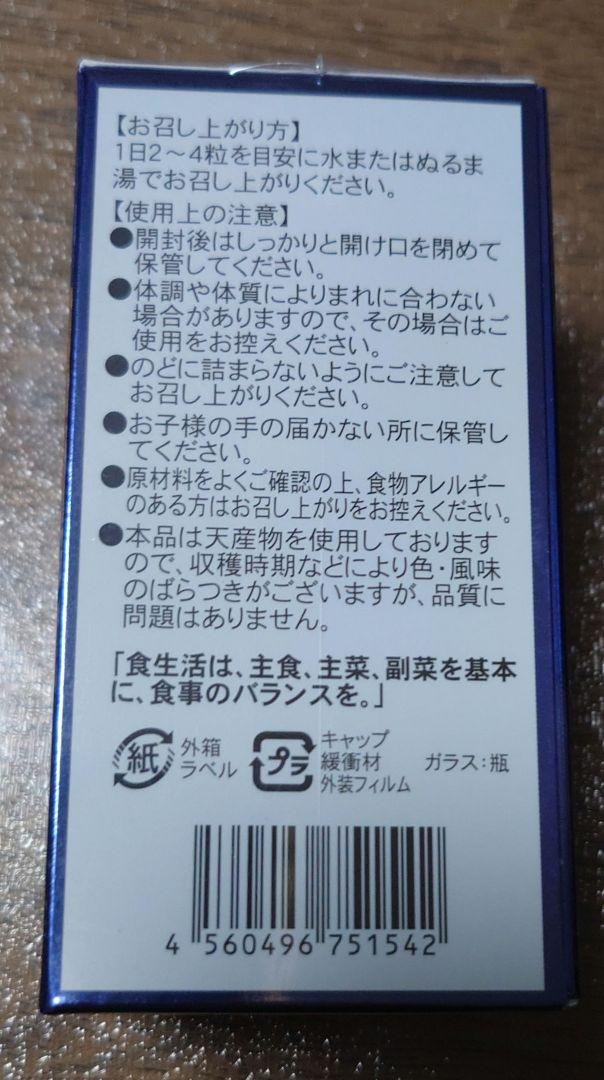 【お召し上がり方】
1日2〜4粒を目安に水またはぬるま
湯でお召し上がりください。
【使用上の注意】
●開封後はしっかりと開け口を閉めて
保管してください。
●体調や体質によりまれに合わない
場合がありますので、その場合はご
使用をお控えください。
●のどに詰まらないようにご注意して
お召し上がりください。
●お子様の手の届かない所に保管し
てください。
●原材料をよくご確認の上、食物アレルギー
のある方はお召し上がりをお控えください。
●本品は天産物を使用しております
ので、収穫時期などにより色・風味
のばらつきがございますが、品質に
問題はありません。
「食生活は、主食、主菜、副菜を基本
に、食事のバランスを。」
紙 外箱
ラベル
プラ キャップ
緩衝材
外装フィルム
ガラス:瓶
4 560496 751542